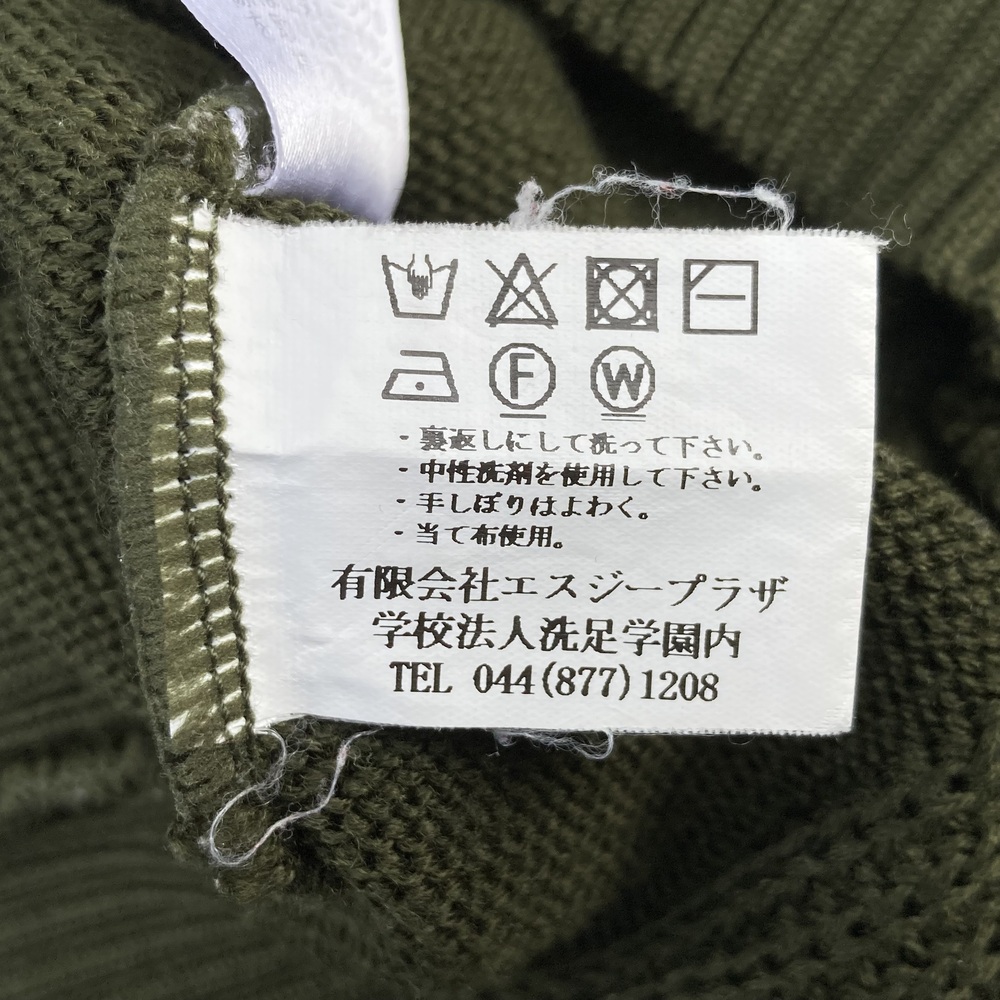 F W
・裏返しにして洗って下さい。
・中性洗剤を使用して下さい。
・手しぼりはよわく。
・当て布使用。
有限会社エスジープラザ
学校法人洗足学園内
TEL 044(877)1208